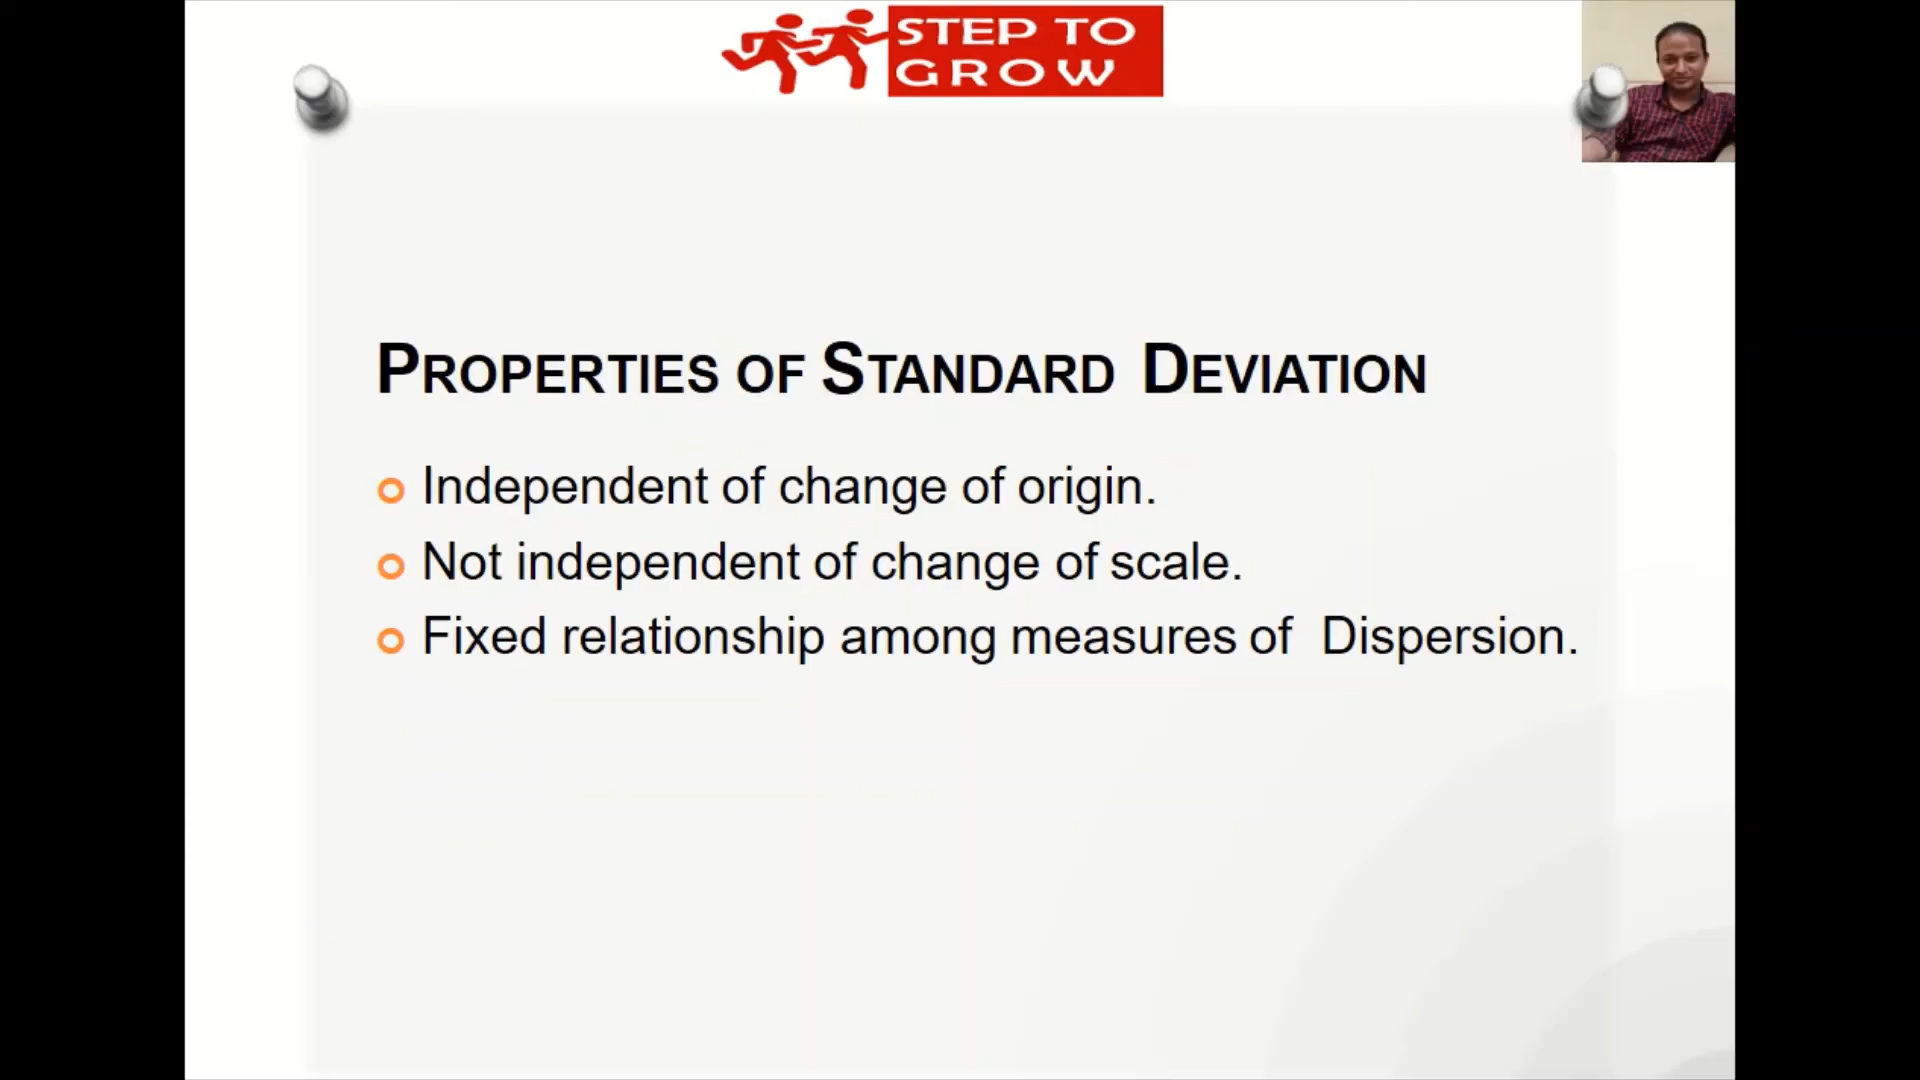 STEP TO
GROW
PROPERTIES OF STANDARD DEVIATION
Independent of change of origin.
Not independent of change of scale.
Fixed relationship among measures of Dispersion.